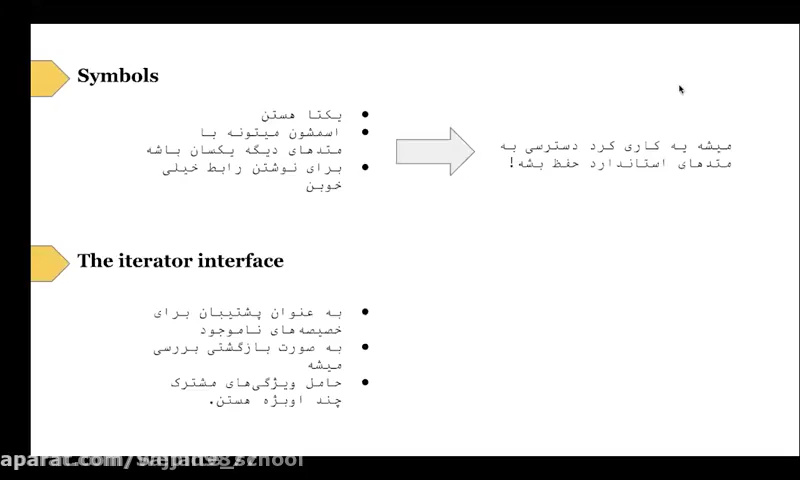 Symbols
یکتا هستن
اسمشون میتونه با
متدهای دیگه یکسان باشه
برای نوشتن رابط خیلی
خوبن
میشه یه کاری کرد دسترسی به
متدهای استاندارد حفظ بشه!
The iterator interface
به عنوان پشتیبان برای
خصیصه‌های ناموجود
به صورت بازگشتی بررسی
میشه
حامل ویژگی‌های مشترک
چند اوبژه هستن.
aparat.com/